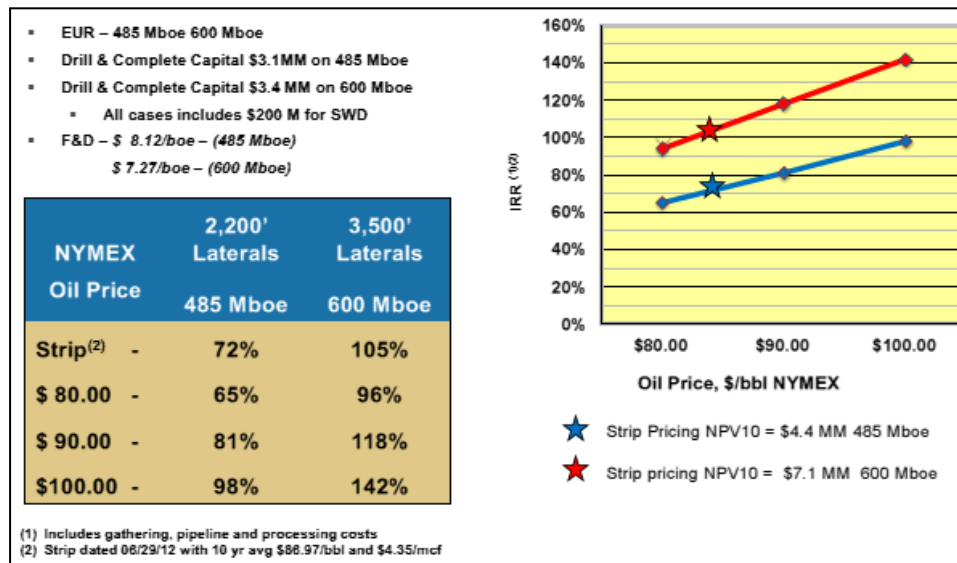 ▪ EUR – 485 Mboe 600 Mboe
▪ Drill & Complete Capital $3.1MM on 485 Mboe
▪ Drill & Complete Capital $3.4 MM on 600 Mboe
▪ All cases includes $200 M for SWD
▪ F&D – $ 8.12/boe – (485 Mboe)
$ 7.27/boe – (600 Mboe)
NYMEX Oil Price 2,200’ Laterals 485 Mboe 3,500’ Laterals 600 Mboe
Strip(2) - 72% 105%
$ 80.00 - 65% 96%
$ 90.00 - 81% 118%
$100.00 - 98% 142%
(1) Includes gathering, pipeline and processing costs
(2) Strip dated 06/29/12 with 10 yr avg $86.97/bbl and $4.35/mcf
IRR (1)(2)
160%
140%
120%
100%
80%
60%
40%
20%
0%
$80.00 $90.00 $100.00
Oil Price, $/bbl NYMEX
Strip Pricing NPV10 = $4.4 MM 485 Mboe
Strip pricing NPV10 = $7.1 MM 600 Mboe